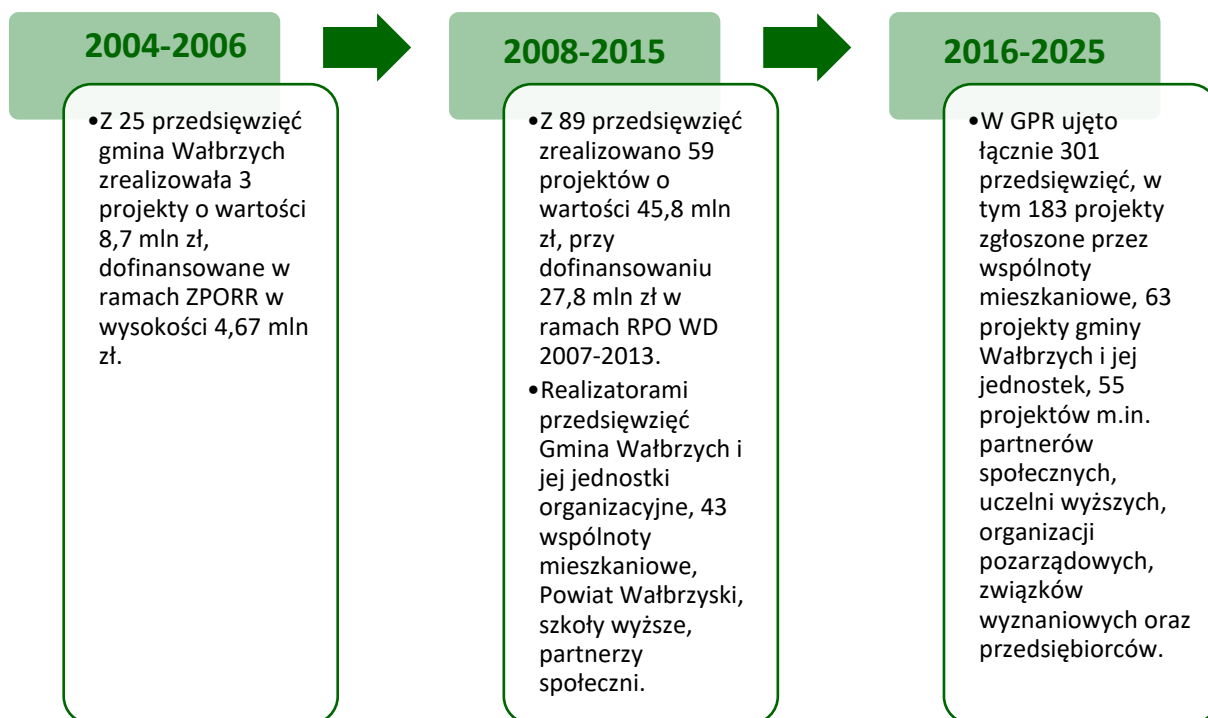 2004-2006
•Z 25 przedsięwzięć
gmina Wałbrzych
zrealizowała 3
projekty o wartości
8,7 mln zł,
dofinansowane w
ramach ZPORR w
wysokości 4,67 mln
zł.
2008-2015
•Z 89 przedsięwzięć
zrealizowano 59
projektów o
wartości 45,8 mln
zł, przy
dofinansowaniu
27,8 mln zł w
ramach RPO WD
2007-2013.
•Realizatorami
przedsięwzięć
Gmina Wałbrzych i
jej jednostki
organizacyjne, 43
wspólnoty
mieszkaniowe,
Powiat Wałbrzyski,
szkoły wyższe,
partnerzy
społeczni.
2016-2025
•W GPR ujęto
łącznie 301
przedsięwzięć, w
tym 183 projekty
zgłoszone przez
wspólnoty
mieszkaniowe, 63
projekty gminy
Wałbrzych i jej
jednostek, 55
projektów m.in.
partnerów
społecznych,
uczelni wyższych,
organizacji
pozarządowych,
związków
wyznaniowych oraz
przedsiębiorców.